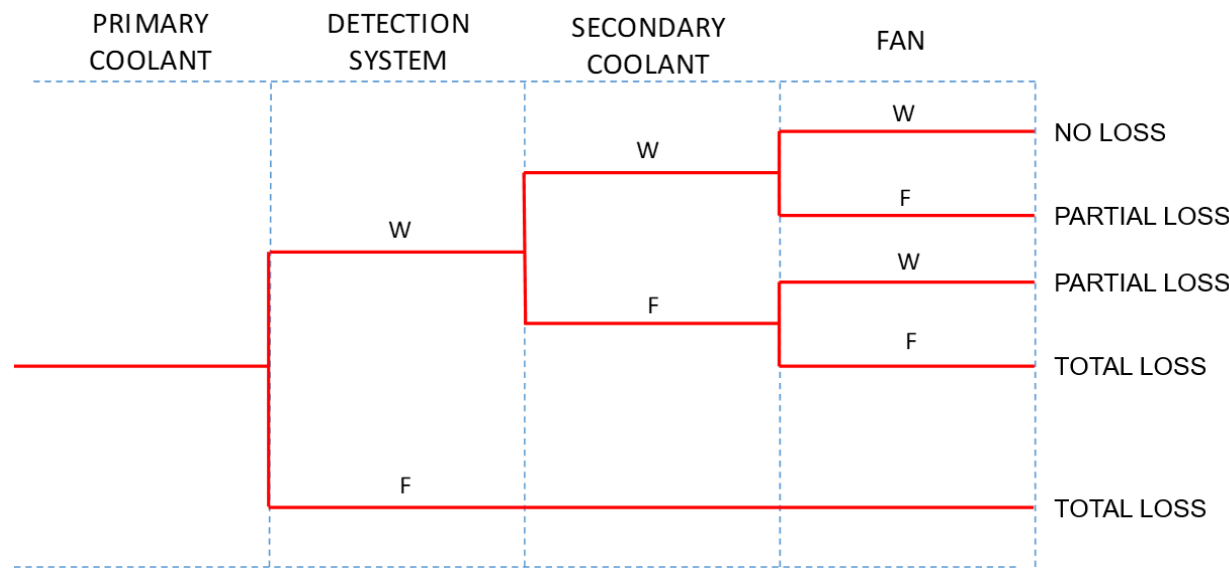 PRIMARY
COOLANT
DETECTION
SYSTEM
SECONDARY
COOLANT
FAN
W
NO LOSS
W
F
PARTIAL LOSS
W
W
PARTIAL LOSS
F
F
TOTAL LOSS
F
TOTAL LOSS